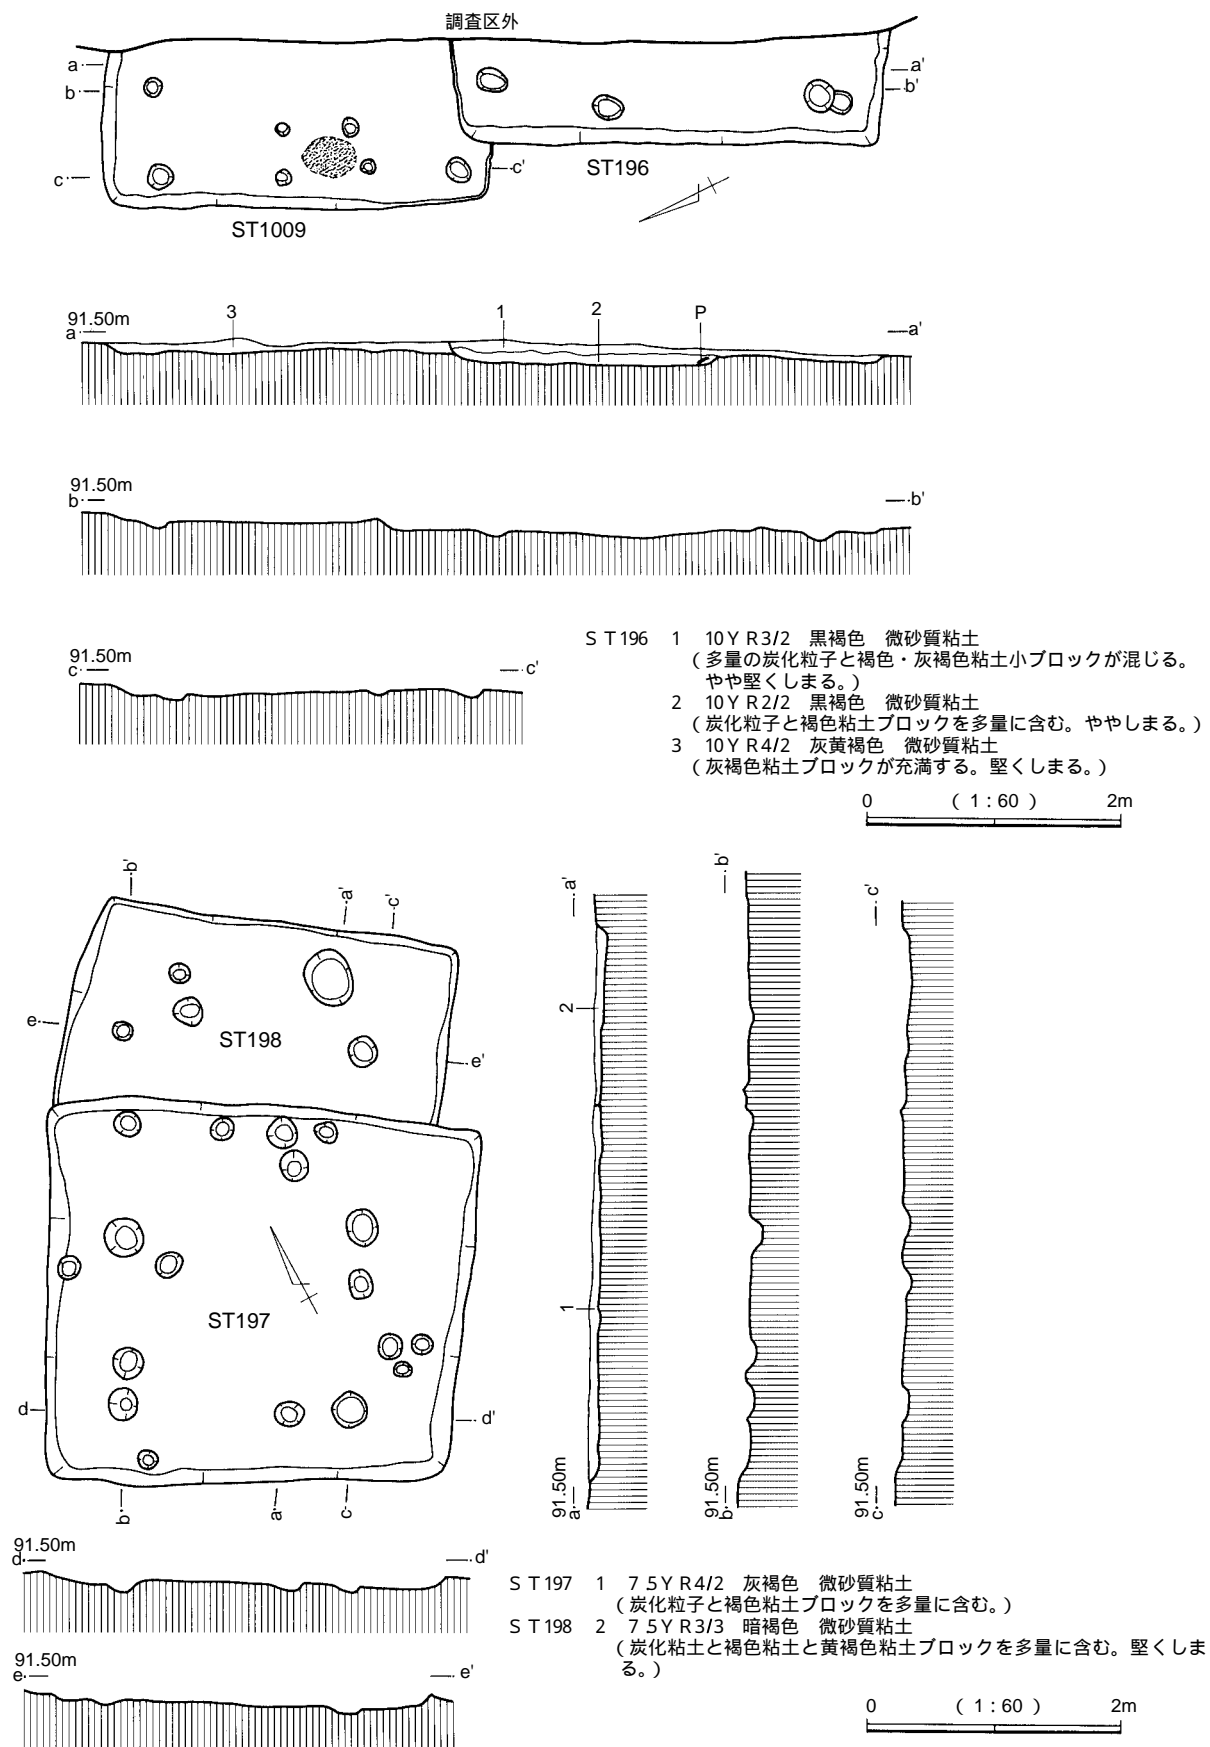 調査区外
a a'
b b'
c c'
ST196
ST1009
91.50m
3 1 2 P
a a'
91.50m
b b'
91.50m
c c'
ST196 1 10YR3/2 黒褐色 微砂質粘土
(多量の炭化粒子と褐色・灰褐色粘土小ブロックが混じる。
やや堅くしまる。)
2 10YR2/2 黒褐色 微砂質粘土
(炭化粒子と褐色粘土ブロックを多量に含む。ややしまる。)
3 10YR4/2 灰黄褐色 微砂質粘土
(灰褐色粘土ブロックが充満する。堅くしまる。)
0 (1:60) 2m
b' a' c'
e e'
ST198
ST197
d d'
b a c
a'
2
1
91.50m
a
b'
91.50m
b
c'
91.50m
c
91.50m
d d'
91.50m
e e'
ST197 1 7.5YR4/2 灰褐色 微砂質粘土
(炭化粒子と褐色粘土ブロックを多量に含む。)
ST198 2 7.5YR3/3 暗褐色 微砂質粘土
(炭化粘土と褐色粘土と黄褐色粘土ブロックを多量に含む。堅くしま
る。)
0 (1:60) 2m